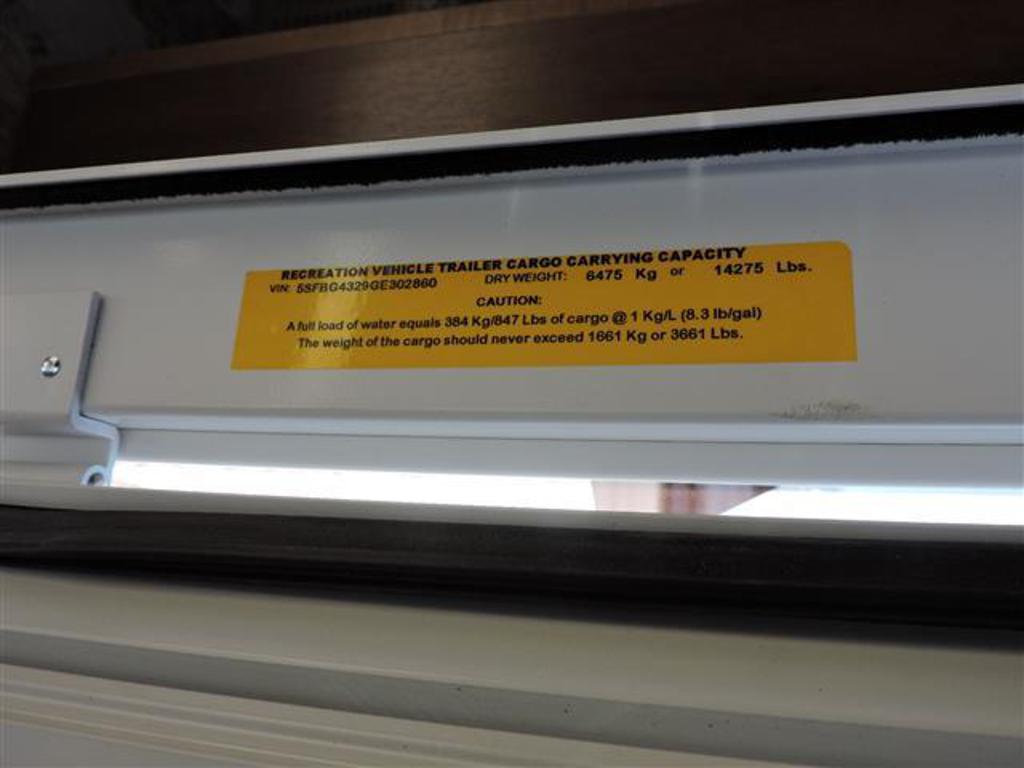 RECREATION VEHICLE TRAILER CARGO CARRYING CAPACITY
VIN: 5SFBG4329GE302860 DRY WEIGHT: 6475 Kg or 14275 Lbs.
CAUTION:
A full load of water equals 384 Kg/847 Lbs of cargo @ 1 Kg/L (8.3 lb/gal)
The weight of the cargo should never exceed 1661 Kg or 3661 Lbs.